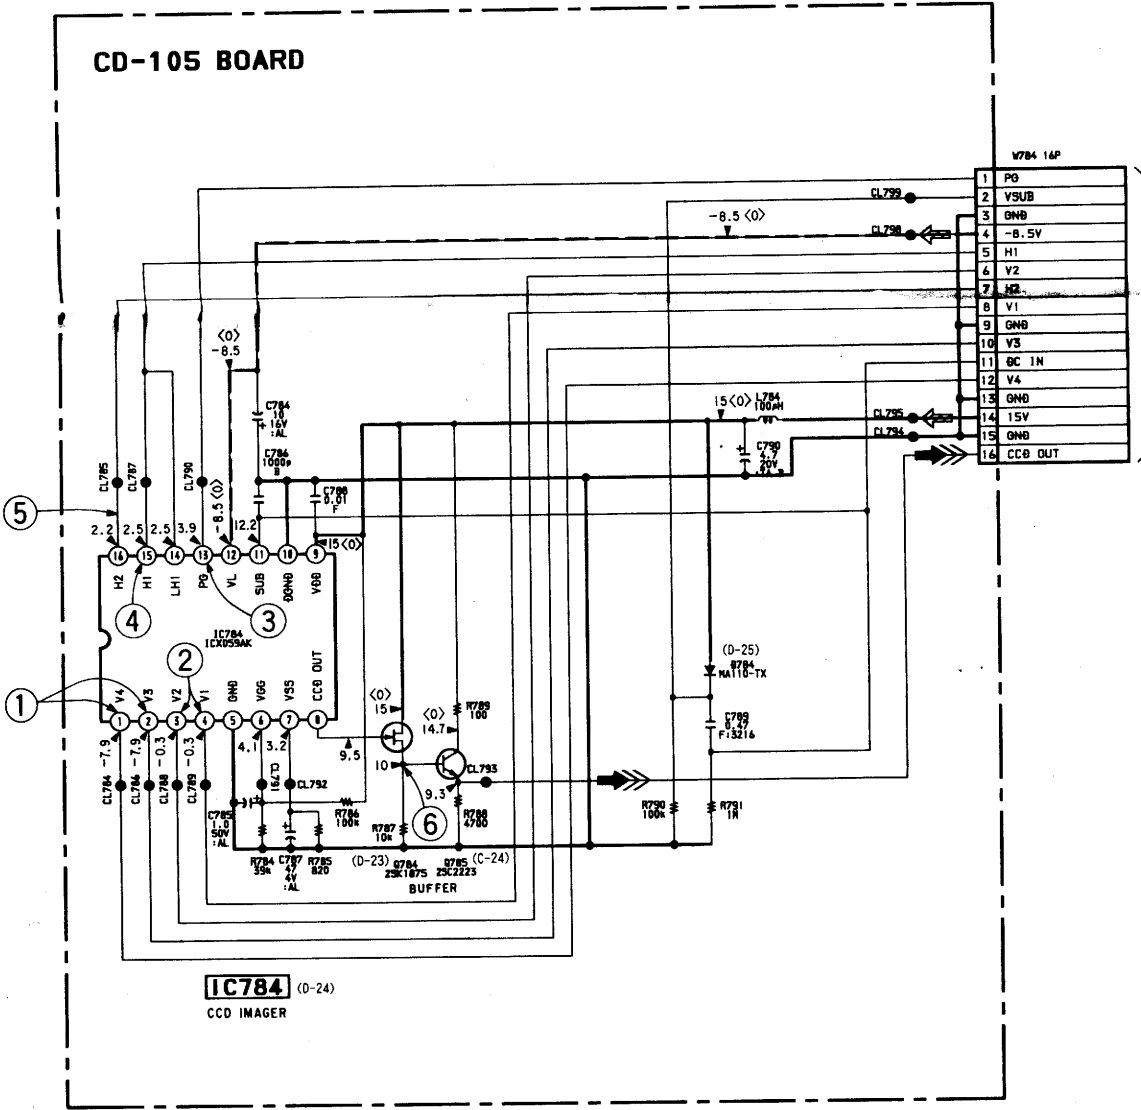 CD-105 BOARD
W784 16P
1 PG
2 VSUB
3 GND
4 -8.5V
5 H1
6 V2
7 H2
8 V1
9 GND
10 V3
11 DC IN
12 V4
13 GND
14 15V
15 GND
16 CCD OUT
CL799
-8.5 <0>
CL798
<0>
-8.5
15<0>
L784
100μH
CL795
CL794
C784
10
16V
:AL
C786
1000p
B
C788
0.01
F
C790
4.7
20V
CL785
CL787
CL790
-8.5<0>
5
2.2
2.5
2.5
3.9
12.2
15<0>
16 15 14 13 12 11 10 9
H2
H1
LH1
PG
VL
SUB
DGND
VDD
4
3
IC784
ICX059AK
2
1
V4
V3
V2
V1
GND
VGG
VSS
CCD OUT
1 2 3 4 5 6 7 8
-7.9
-7.9
-0.3
-0.3
4.1
3.2
9.5
<0>
15
10
<0>
14.7
R789
100
9.3
CL793
(D-25)
D784
MA110-TX
C789
0.47
F:3216
CL784
CL786
CL788
CL789
CL791
CL792
C785
1.0
50V
:AL
R786
100k
R784
39k
C787
47
4V
:AL
R785
820
R787
10k
6
R788
4700
R790
100k
R791
1M
(D-23)
Q784
2SK1875
Q785
2SC2223
(C-24)
BUFFER
IC784 (D-24)
CCD IMAGER